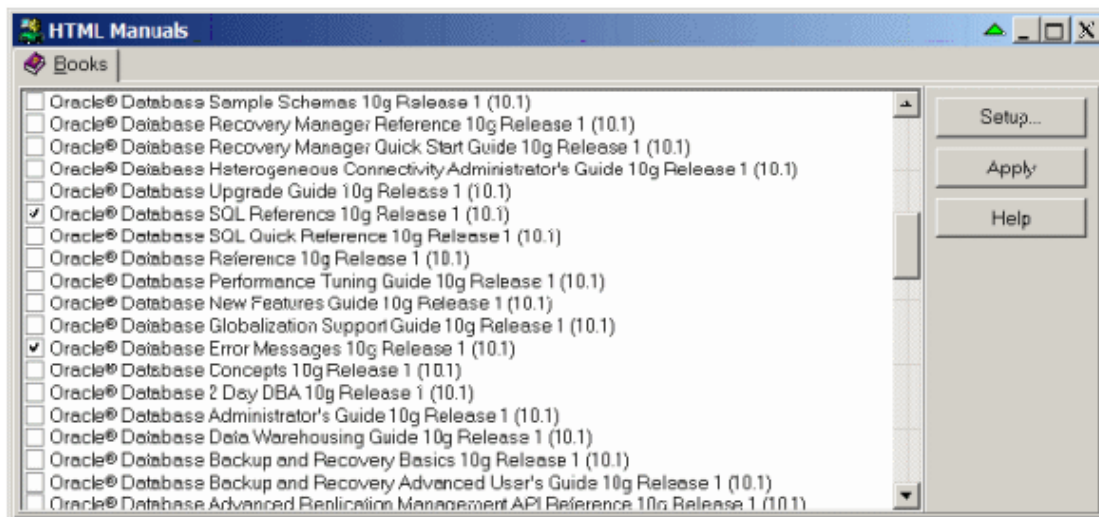 HTML Manuals
Books
Oracle® Database Sample Schemas 10g Release 1 (10.1)
Oracle® Database Recovery Manager Reference 10g Release 1 (10.1)
Oracle® Database Recovery Manager Quick Start Guide 10g Release 1 (10.1)
Oracle® Database Heterogeneous Connectivity Administrator's Guide 10g Release 1 (10.1)
Oracle® Database Upgrade Guide 10g Release 1 (10.1)
Oracle® Database SQL Reference 10g Release 1 (10.1)
Oracle® Database SQL Quick Reference 10g Release 1 (10.1)
Oracle® Database Reference 10g Release 1 (10.1)
Oracle® Database Performance Tuning Guide 10g Release 1 (10.1)
Oracle® Database New Features Guide 10g Release 1 (10.1)
Oracle® Database Globalization Support Guide 10g Release 1 (10.1)
Oracle® Database Error Messages 10g Release 1 (10.1)
Oracle® Database Concepts 10g Release 1 (10.1)
Oracle® Database 2 Day DBA 10g Release 1 (10.1)
Oracle® Database Administrator's Guide 10g Release 1 (10.1)
Oracle® Database Data Warehousing Guide 10g Release 1 (10.1)
Oracle® Database Backup and Recovery Basics 10g Release 1 (10.1)
Oracle® Database Backup and Recovery Advanced User's Guide 10g Release 1 (10.1)
Oracle® Database Advanced Replication Management API Reference 10g Release 1 (10.1)
Setup...
Apply
Help